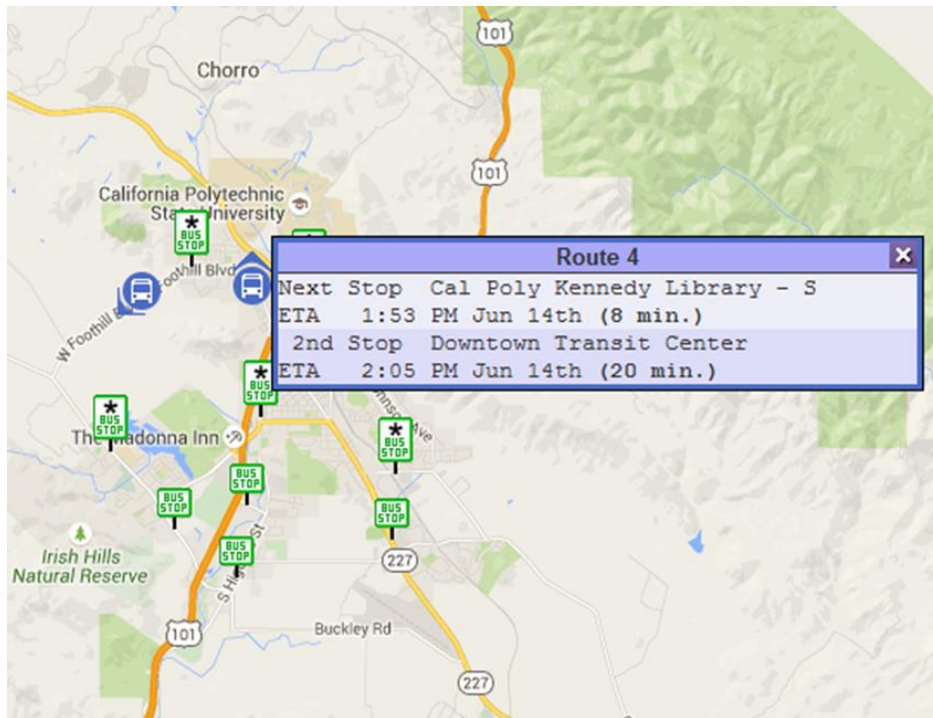 101
Chorro
101
California Polytechnic
State University
*
BUS
STOP
Route 4
Next Stop Cal Poly Kennedy Library - S
ETA 1:53 PM Jun 14th (8 min.)
2nd Stop Downtown Transit Center
ETA 2:05 PM Jun 14th (20 min.)
Foothill Blvd
W Foothill
*
BUS
STOP
*
BUS
STOP
Johnson Ave
*
BUS
STOP
The Madonna Inn
BUS
STOP
BUS
STOP
BUS
STOP
BUS
STOP
Irish Hills
Natural Reserve
227
101
Buckley Rd
227